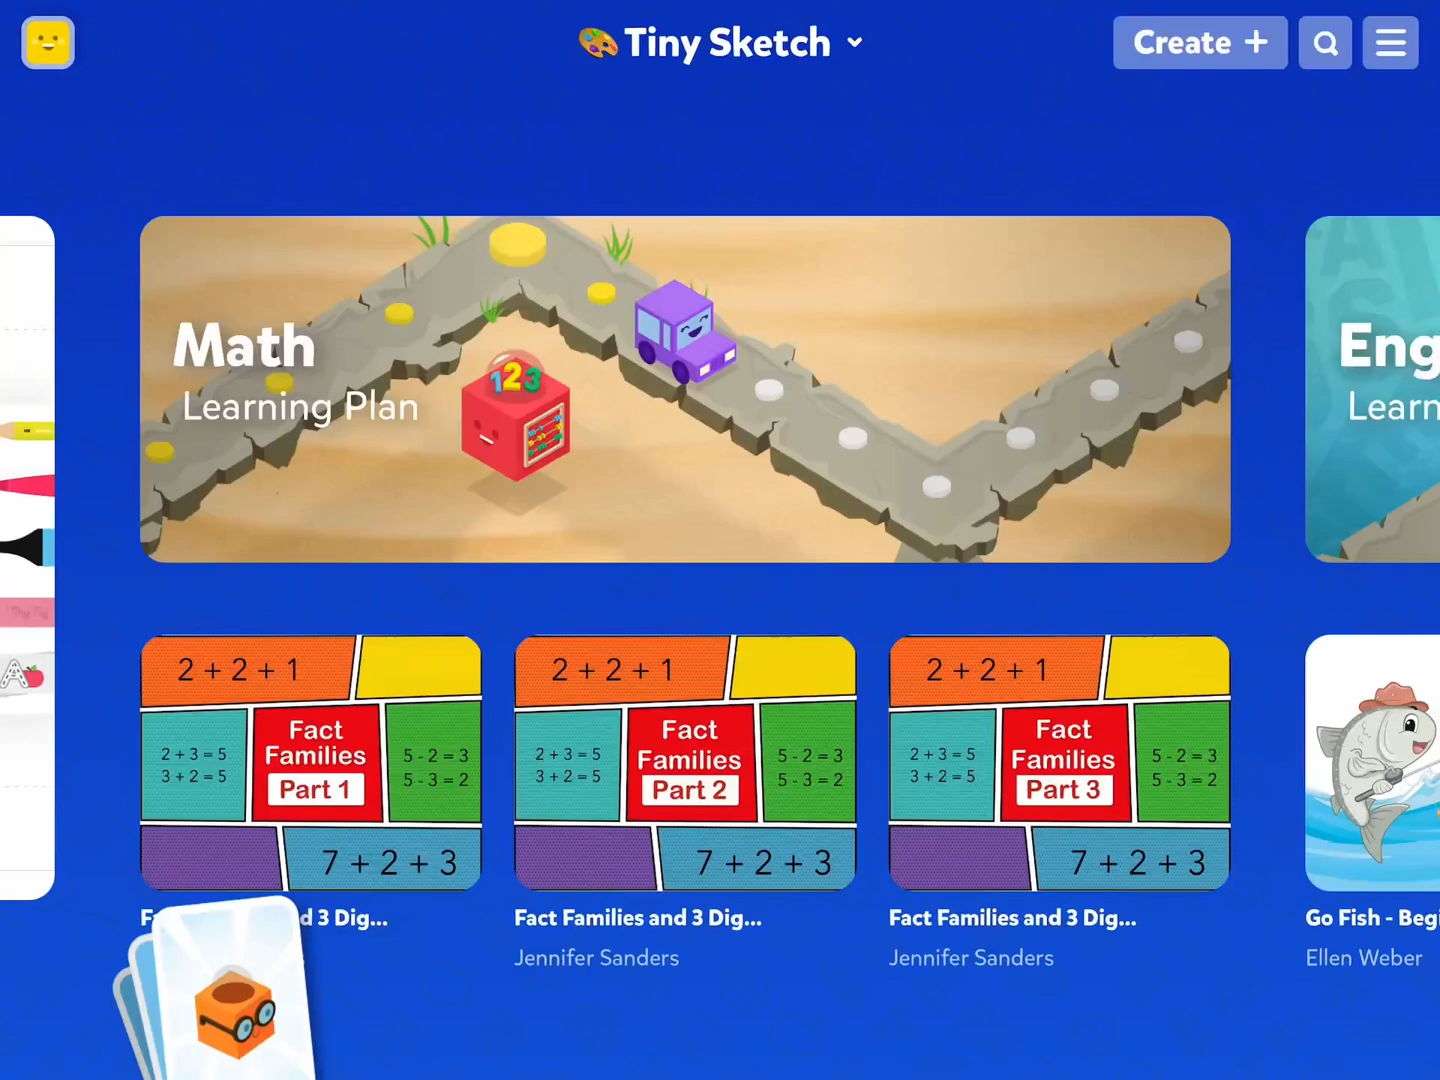 Tiny Sketch
Create +
Math
Learning Plan
123
Eng
Learn
A
2 + 2 + 1
2 + 3 = 5
3 + 2 = 5
Fact
Families
Part 1
5 - 2 = 3
5 - 3 = 2
7 + 2 + 3
2 + 2 + 1
2 + 3 = 5
3 + 2 = 5
Fact
Families
Part 2
5 - 2 = 3
5 - 3 = 2
7 + 2 + 3
2 + 2 + 1
2 + 3 = 5
3 + 2 = 5
Fact
Families
Part 3
5 - 2 = 3
5 - 3 = 2
7 + 2 + 3
Fa d 3 Dig...
Fact Families and 3 Dig...
Jennifer Sanders
Fact Families and 3 Dig...
Jennifer Sanders
Go Fish - Begi
Ellen Weber